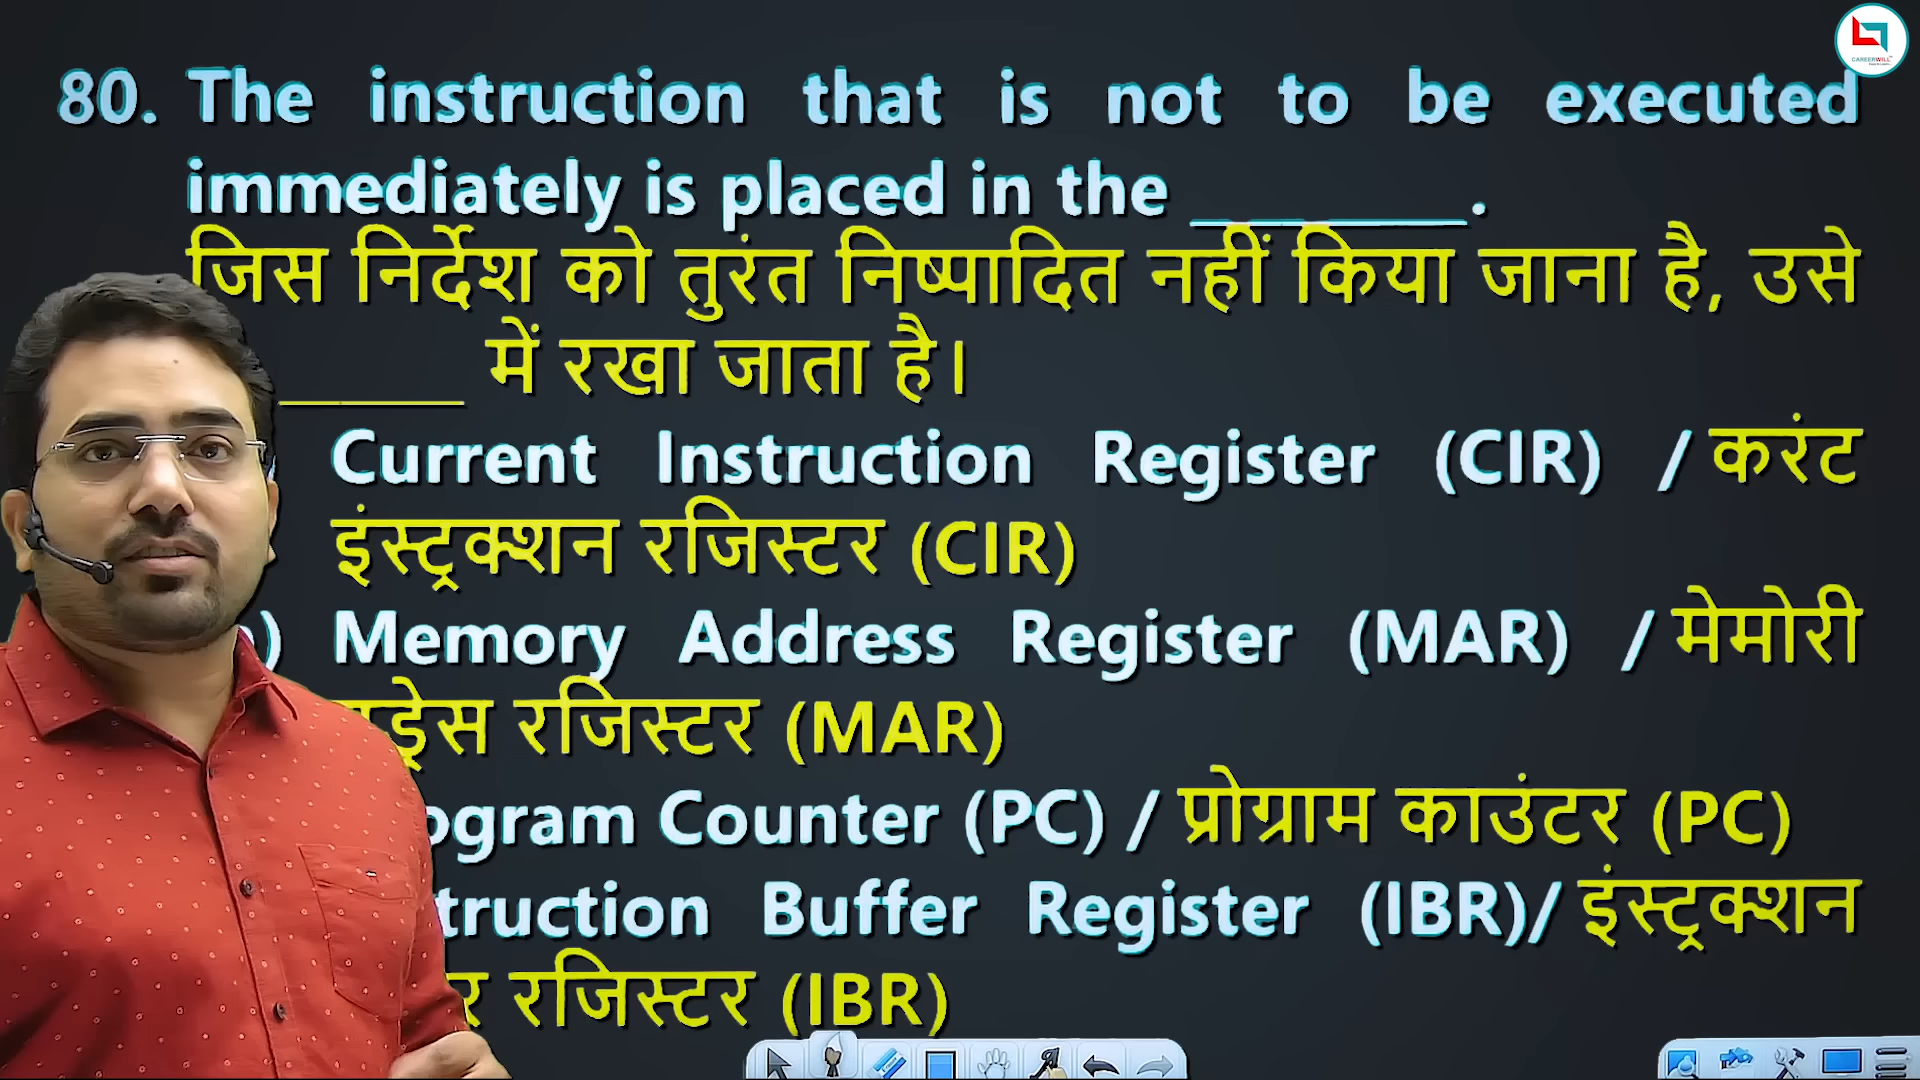 80. The instruction that is not to be executed
immediately is placed in the ________.
जिस निर्देश को तुरंत निष्पादित नहीं किया जाना है, उसे
______ में रखा जाता है।
Current Instruction Register (CIR) / करंट
इंस्ट्रक्शन रजिस्टर (CIR)
) Memory Address Register (MAR) / मेमोरी
रजिस्टर (MAR)
Counter (PC) / प्रोग्राम काउंटर (PC)
Buffer Register (IBR)/ इंस्ट्रक्शन
रजिस्टर (IBR)
CAREERWILL